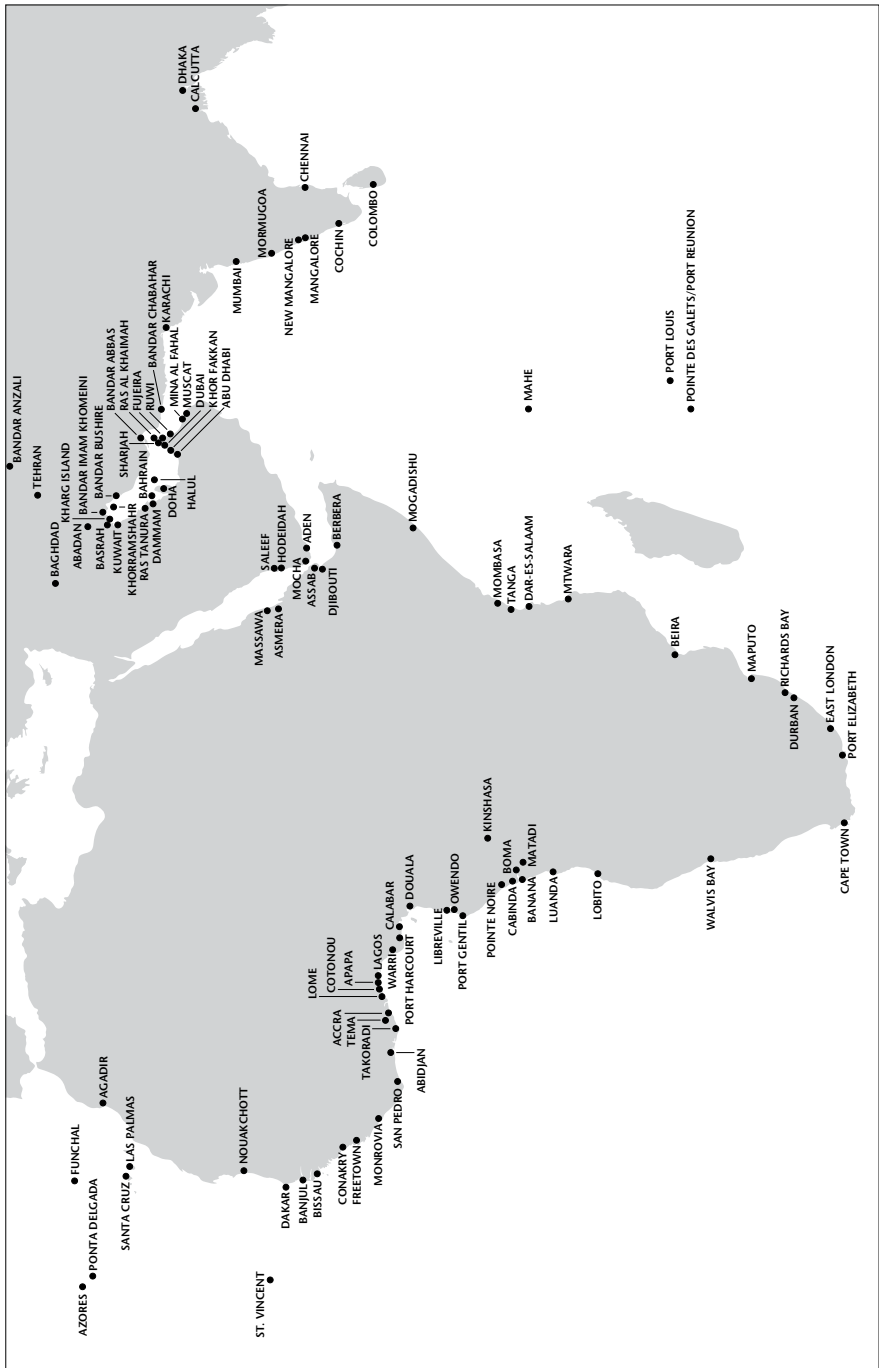 AZORES
PONTA DELGADA
FUNCHAL
SANTA CRUZ
LAS PALMAS
AGADIR
NOUAKCHOTT
ST. VINCENT
DAKAR
BANJUL
BISSAU
CONAKRY
FREETOWN
MONROVIA
SAN PEDRO
ABIDJAN
TAKORADI
TEMA
ACCRA
LOME
COTONOU
APAPA
LAGOS
WARRI
PORT HARCOURT
CALABAR
DOUALA
LIBREVILLE
OWENDO
PORT GENTIL
POINTE NOIRE
CABINDA
BANANA
BOMA
MATADI
KINSHASA
LUANDA
LOBITO
WALVIS BAY
CAPE TOWN
PORT ELIZABETH
EAST LONDON
DURBAN
RICHARDS BAY
MAPUTO
BEIRA
MTWARA
DAR-ES-SALAAM
TANGA
MOMBASA
MOGADISHU
BERBERA
DJIBOUTI
ASSAB
MASSAWA
ASMERA
SALEEF
HODEIDAH
MOCHA
ADEN
BAGHDAD
TEHRAN
BANDAR ANZALI
ABADAN
BASRAH
KUWAIT
KHORRAMSHAHR
RAS TANURA
DAMMAM
KHARG ISLAND
BANDAR IMAM KHOMEINI
BANDAR BUSHIRE
BAHRAIN
DOHA
HALUL
SHARJAH
BANDAR ABBAS
RAS AL KHAIMAH
FUJEIRA
RUWI
BANDAR CHABAHAR
MINA AL FAHAL
MUSCAT
DUBAI
KHOR FAKKAN
ABU DHABI
KARACHI
MUMBAI
MORMUGOA
NEW MANGALORE
MANGALORE
COCHIN
COLOMBO
CHENNAI
CALCUTTA
DHAKA
MAHE
PORT LOUIS
POINTE DES GALETS/PORT REUNION